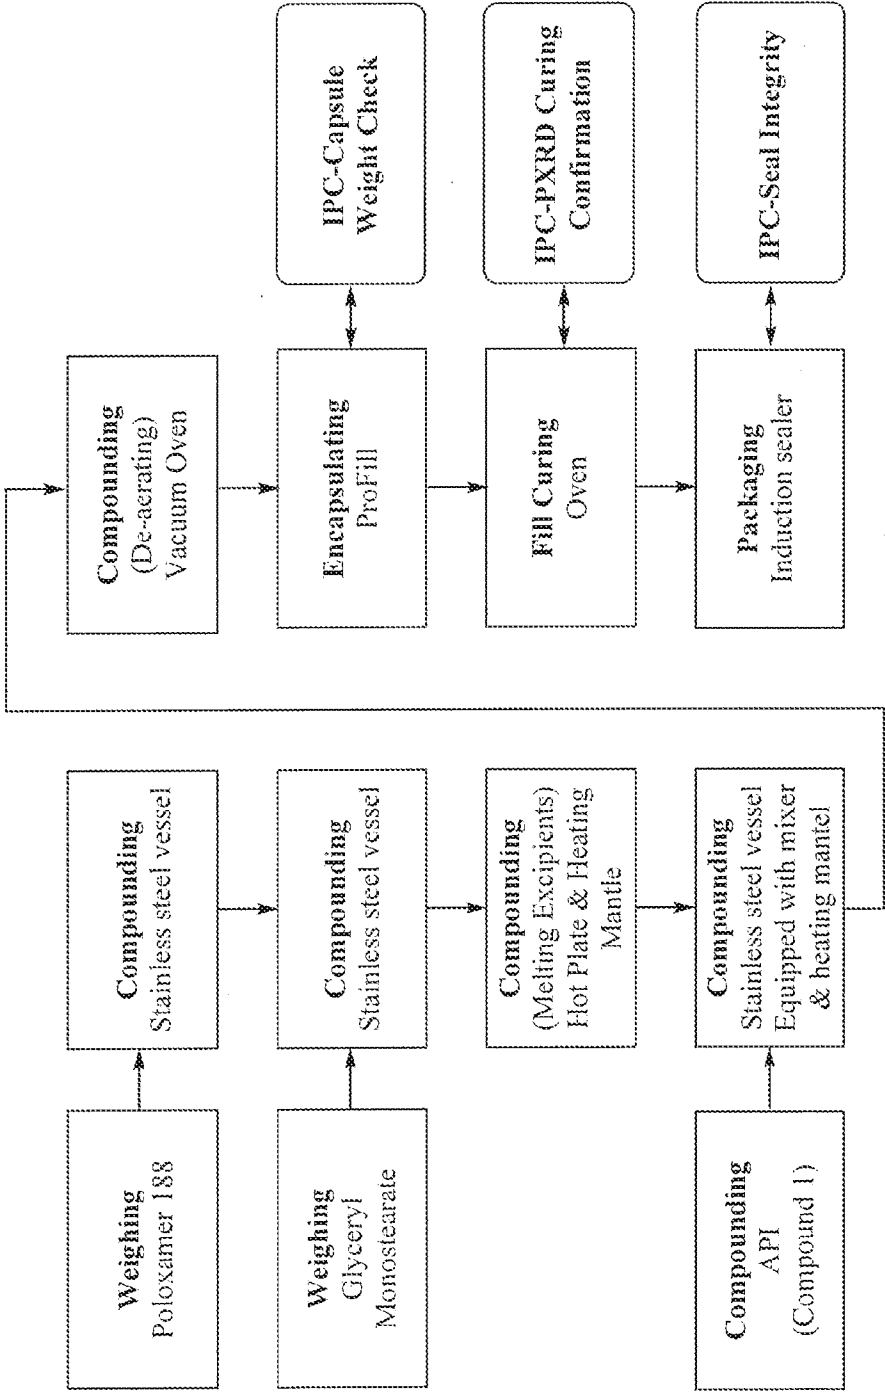 Weighing
Poloxamer 188
Compounding
Stainless steel vessel
Weighing
Glyceryl
Monostearate
Compounding
Stainless steel vessel
Compounding
(Melting Excipients)
Hot Plate & Heating
Mantle
Compounding
API
(Compound 1)
Compounding
Stainless steel vessel
Equipped with mixer
& heating mantel
Compounding
(De-aerating)
Vacuum Oven
Encapsulating
ProFill
IPC-Capsule
Weight Check
Fill Curing
Oven
IPC-PXRD Curing
Confirmation
Packaging
Induction sealer
IPC-Seal Integrity